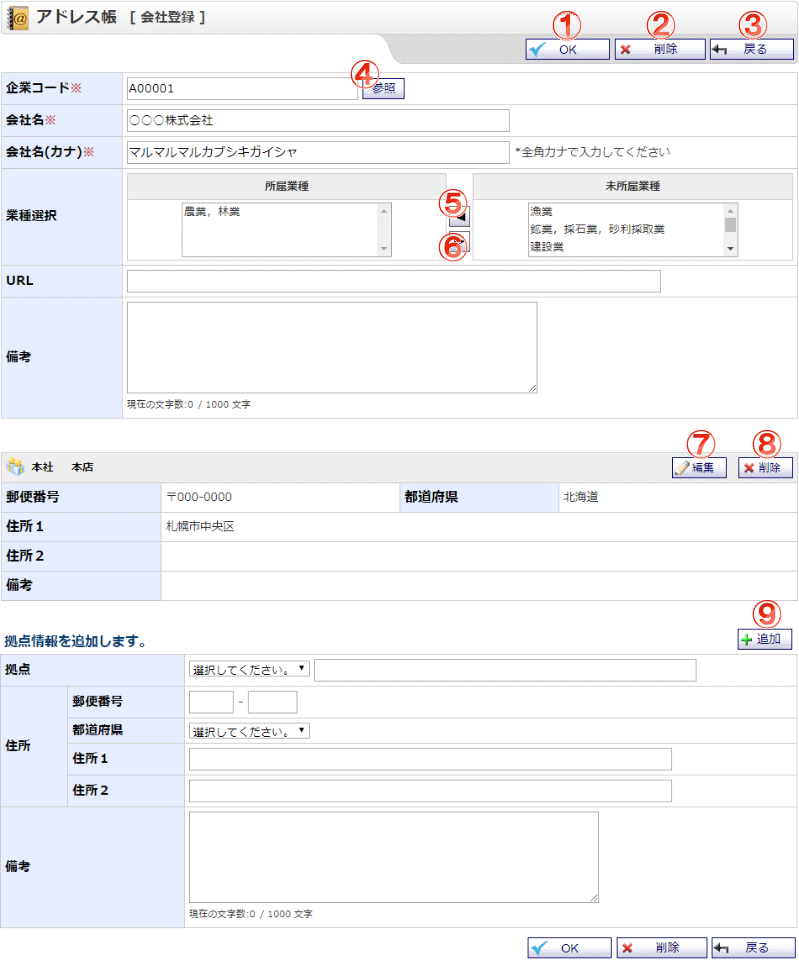 アドレス帳 [ 会社登録 ]
① ② ③
OK 削除 戻る
④
企業コード※ A00001 参照
会社名※ ○○○株式会社
会社名(カナ)※ マルマルマルカブシキガイシャ *全角カナで入力してください
業種選択 所届業種 未所届業種
⑤
農業，林業 ◀ 漁業
鉱業，採石業，砂利採取業
⑥
建設業
URL
備考
現在の文字数:0 / 1000 文字
⑦ ⑧
本社 本店 編集 削除
郵便番号 〒000-0000 都道府県 北海道
住所１ 札幌市中央区
住所２
備考
⑨
拠点情報を追加します。 追加
拠点 選択してください。▼
住所 郵便番号 -
都道府県 選択してください。▼
住所１
住所２
備考
現在の文字数:0 / 1000 文字
OK 削除 戻る